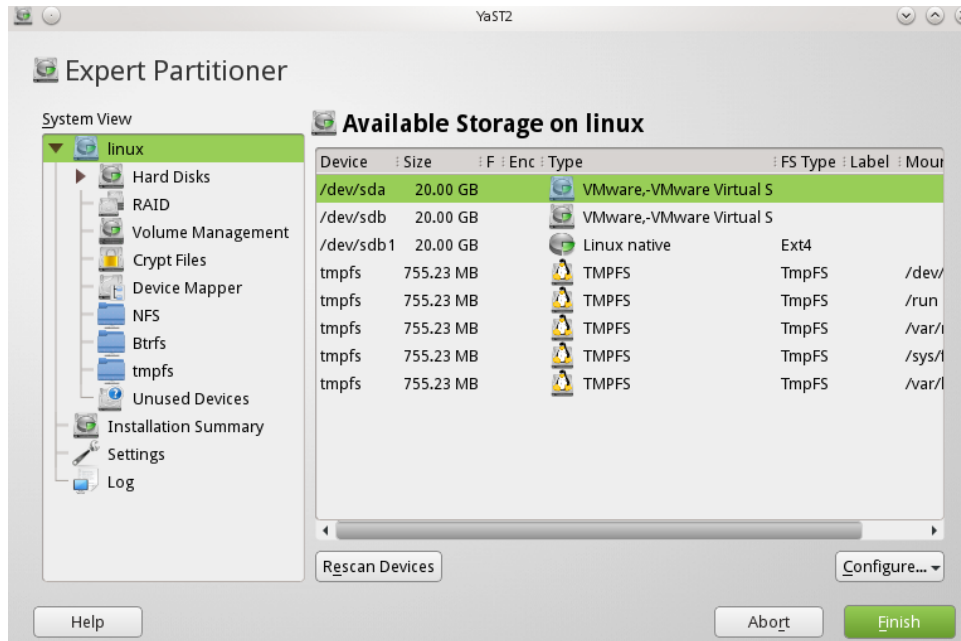 YaST2
Expert Partitioner
System View
linux
Hard Disks
RAID
Volume Management
Crypt Files
Device Mapper
NFS
Btrfs
tmpfs
Unused Devices
Installation Summary
Settings
Log
Available Storage on linux
Device Size F Enc Type FS Type Label Moun
/dev/sda 20.00 GB VMware,-VMware Virtual S
/dev/sdb 20.00 GB VMware,-VMware Virtual S
/dev/sdb1 20.00 GB Linux native Ext4
tmpfs 755.23 MB TMPFS TmpFS /dev/
tmpfs 755.23 MB TMPFS TmpFS /run
tmpfs 755.23 MB TMPFS TmpFS /var/
tmpfs 755.23 MB TMPFS TmpFS /sys/
tmpfs 755.23 MB TMPFS TmpFS /var/
Rescan Devices
Configure...
Help
Abort
Finish